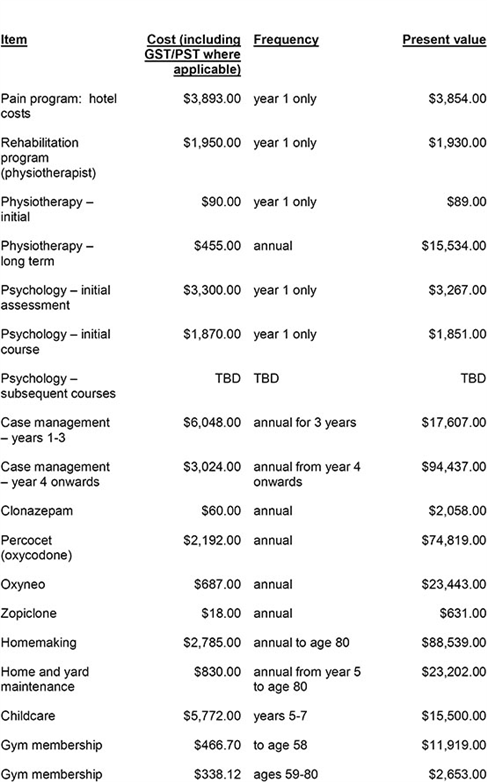 Item Cost (including Frequency Present value
GST/PST where
applicable)
Pain program: hotel $3,893.00 year 1 only $3,854.00
costs
Rehabilitation $1,950.00 year 1 only $1,930.00
program
(physiotherapist)
Physiotherapy – $90.00 year 1 only $89.00
initial
Physiotherapy – $455.00 annual $15,534.00
long term
Psychology – initial $3,300.00 year 1 only $3,267.00
assessment
Psychology – initial $1,870.00 year 1 only $1,851.00
course
Psychology – TBD TBD TBD
subsequent courses
Case management $6,048.00 annual for 3 years $17,607.00
– years 1-3
Case management $3,024.00 annual from year 4 $94,437.00
– year 4 onwards onwards
Clonazepam $60.00 annual $2,058.00
Percocet $2,192.00 annual $74,819.00
(oxycodone)
Oxyneo $687.00 annual $23,443.00
Zopiclone $18.00 annual $631.00
Homemaking $2,785.00 annual to age 80 $88,539.00
Home and yard $830.00 annual from year 5 $23,202.00
maintenance to age 80
Childcare $5,772.00 years 5-7 $15,500.00
Gym membership $466.70 to age 58 $11,919.00
Gym membership $338.12 ages 59-80 $2,653.00